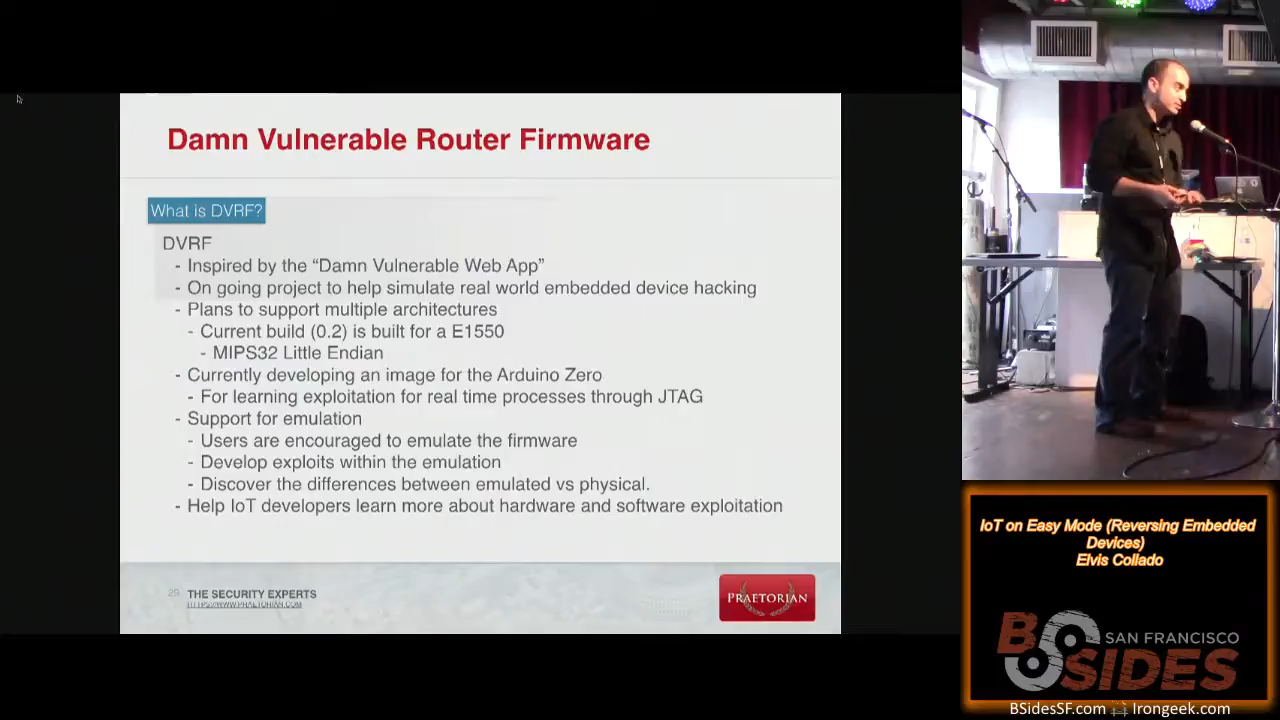 Damn Vulnerable Router Firmware
What is DVRF?
DVRF
- Inspired by the “Damn Vulnerable Web App”
- On going project to help simulate real world embedded device hacking
- Plans to support multiple architectures
- Current build (0.2) is built for a E1550
- MIPS32 Little Endian
- Currently developing an image for the Arduino Zero
- For learning exploitation for real time processes through JTAG
- Support for emulation
- Users are encouraged to emulate the firmware
- Develop exploits within the emulation
- Discover the differences between emulated vs physical.
- Help IoT developers learn more about hardware and software exploitation
29 THE SECURITY EXPERTS
HTTPS://WWW.PRAETORIAN.COM
PRAETORIAN
IoT on Easy Mode (Reversing Embedded
Devices)
Elvis Collado
BSIDES
SAN FRANCISCO
BSidesSF.com Irongeek.com